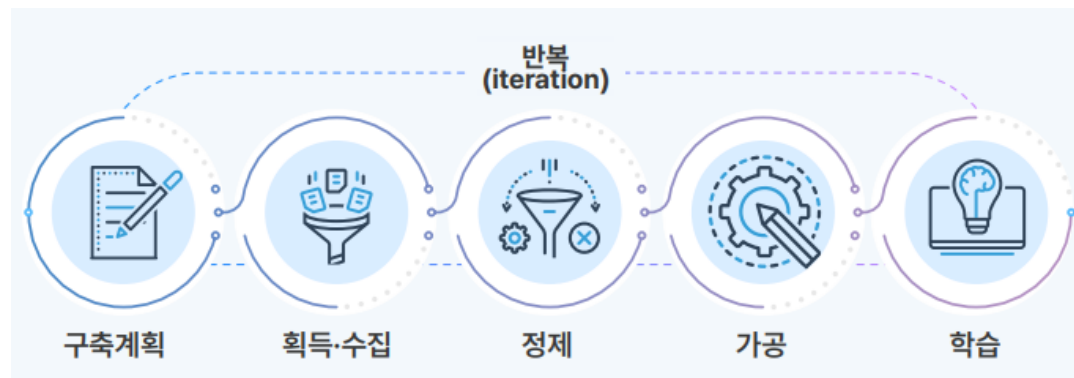 반복
(iteration)
구축계획
획득·수집
정제
가공
학습